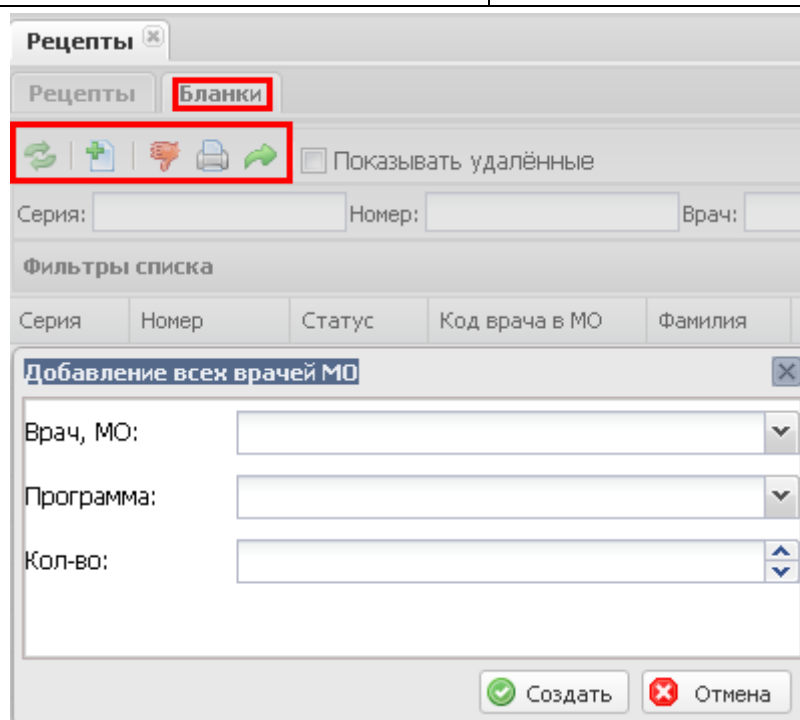 Рецепты
Рецепты Бланки
Показывать удалённые
Серия: Номер: Врач:
Фильтры списка
Серия Номер Статус Код врача в МО Фамилия
Добавление всех врачей МО
Врач, МО:
Программа:
Кол-во:
Создать Отмена